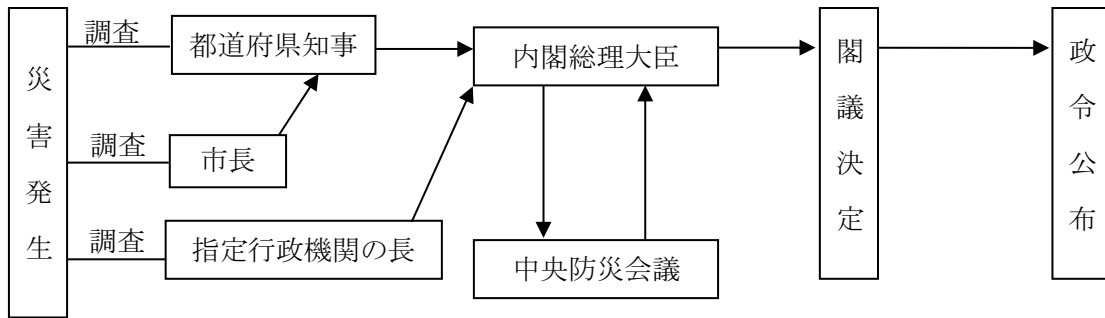 災害発生
調査
都道府県知事
調査
市長
調査
指定行政機関の長
内閣総理大臣
中央防災会議
閣議決定
政令公布